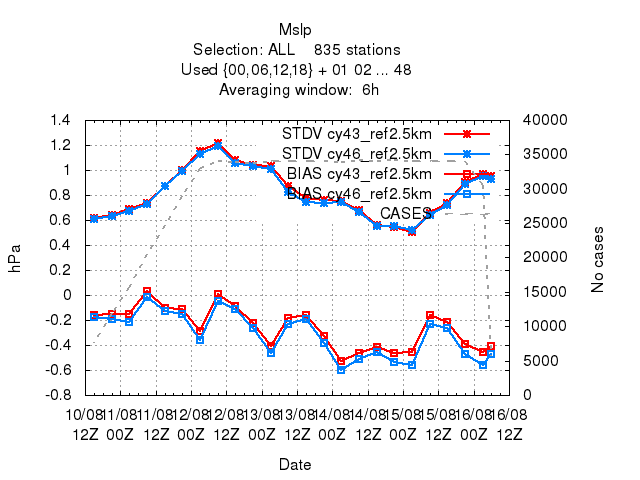 Mslp
Selection: ALL 835 stations
Used {00,06,12,18} + 01 02 ... 48
Averaging window: 6h
1.4
1.2
1
0.8
0.6
0.4
0.2
0
-0.2
-0.4
-0.6
-0.8
hPa
STDV cy43_ref2.5km
STDV cy46_ref2.5km
BIAS cy43_ref2.5km
BIAS cy46_ref2.5km
CASES
40000
35000
30000
25000
20000
15000
10000
5000
0
No cases
10/08 11/08 11/08 12/08 12/08 13/08 13/08 14/08 14/08 15/08 15/08 16/08 16/08
12Z 00Z 12Z 00Z 12Z 00Z 12Z 00Z 12Z 00Z 12Z 00Z 12Z
Date